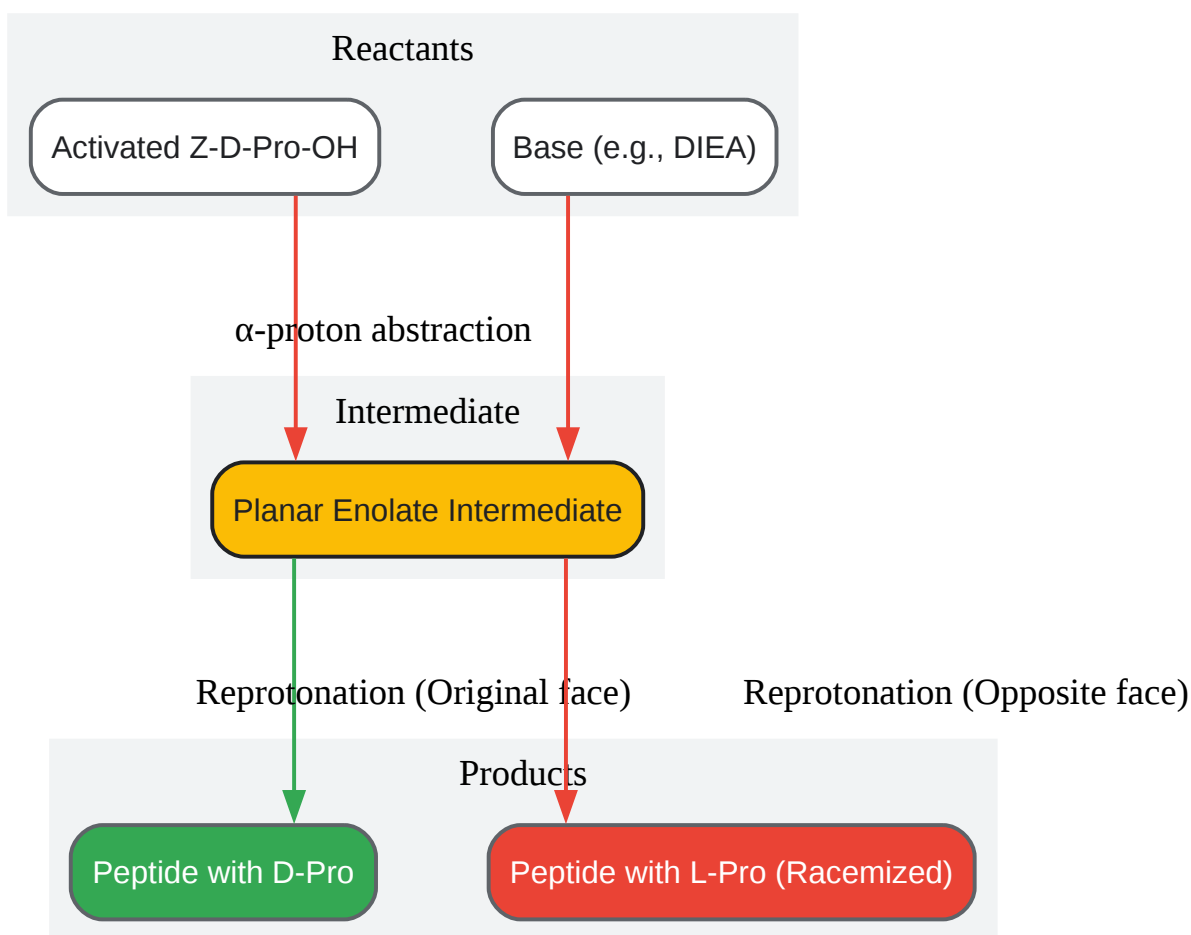 Reactants
Activated Z-D-Pro-OH
Base (e.g., DIEA)
α-proton abstraction
Intermediate
Planar Enolate Intermediate
Reprotonation (Original face)
Reprotonation (Opposite face)
Products
Peptide with D-Pro
Peptide with L-Pro (Racemized)